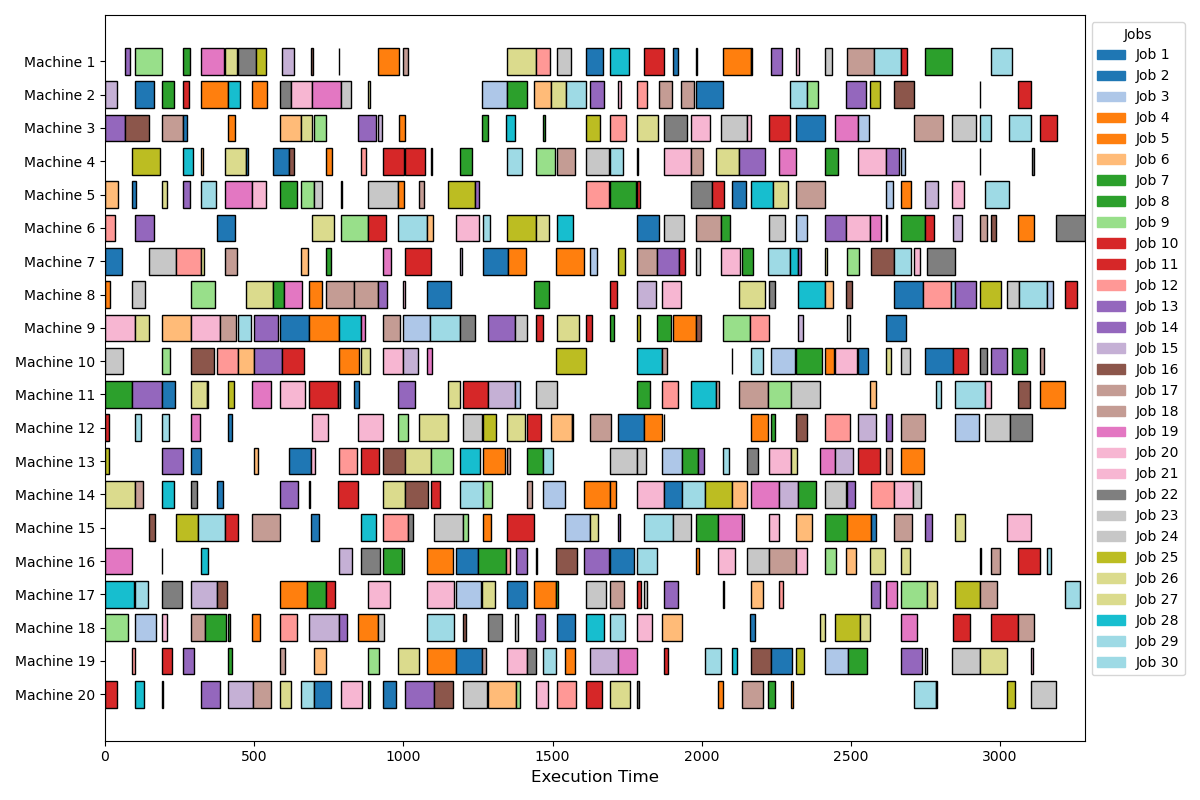 Machine 1
Machine 2
Machine 3
Machine 4
Machine 5
Machine 6
Machine 7
Machine 8
Machine 9
Machine 10
Machine 11
Machine 12
Machine 13
Machine 14
Machine 15
Machine 16
Machine 17
Machine 18
Machine 19
Machine 20
0 500 1000 1500 2000 2500 3000
Execution Time
Jobs
Job 1
Job 2
Job 3
Job 4
Job 5
Job 6
Job 7
Job 8
Job 9
Job 10
Job 11
Job 12
Job 13
Job 14
Job 15
Job 16
Job 17
Job 18
Job 19
Job 20
Job 21
Job 22
Job 23
Job 24
Job 25
Job 26
Job 27
Job 28
Job 29
Job 30